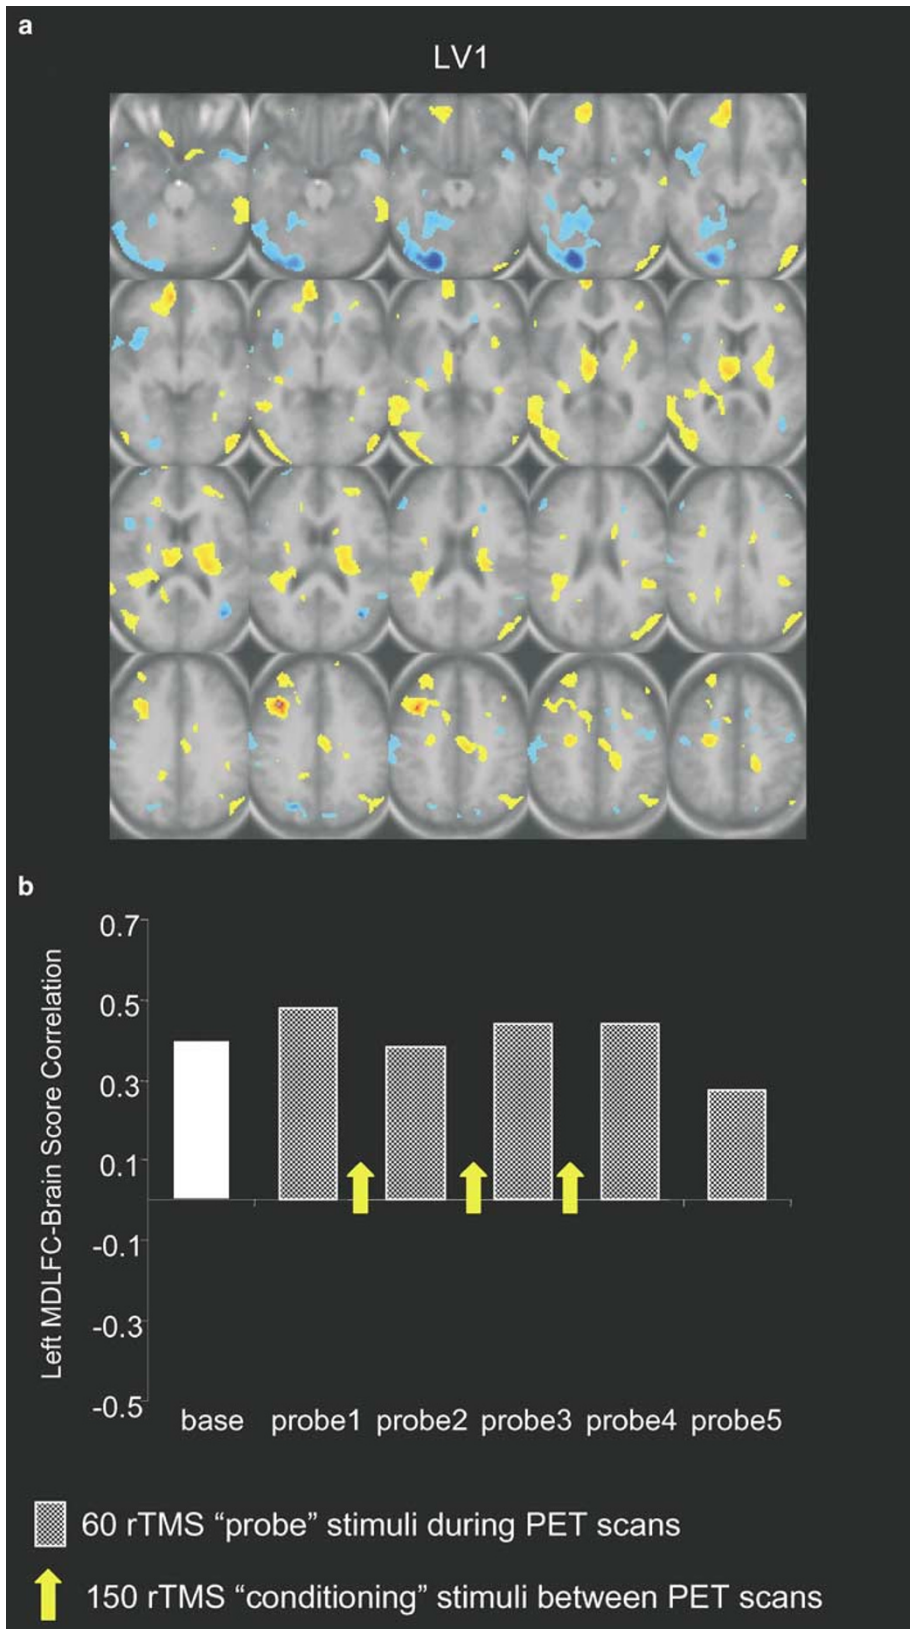 a
LV1
b
Left MDLFC-Brain Score Correlation
0.7
0.5
0.3
0.1
-0.1
-0.3
-0.5
base probe1 probe2 probe3 probe4 probe5
60 rTMS “probe” stimuli during PET scans
150 rTMS “conditioning” stimuli between PET scans